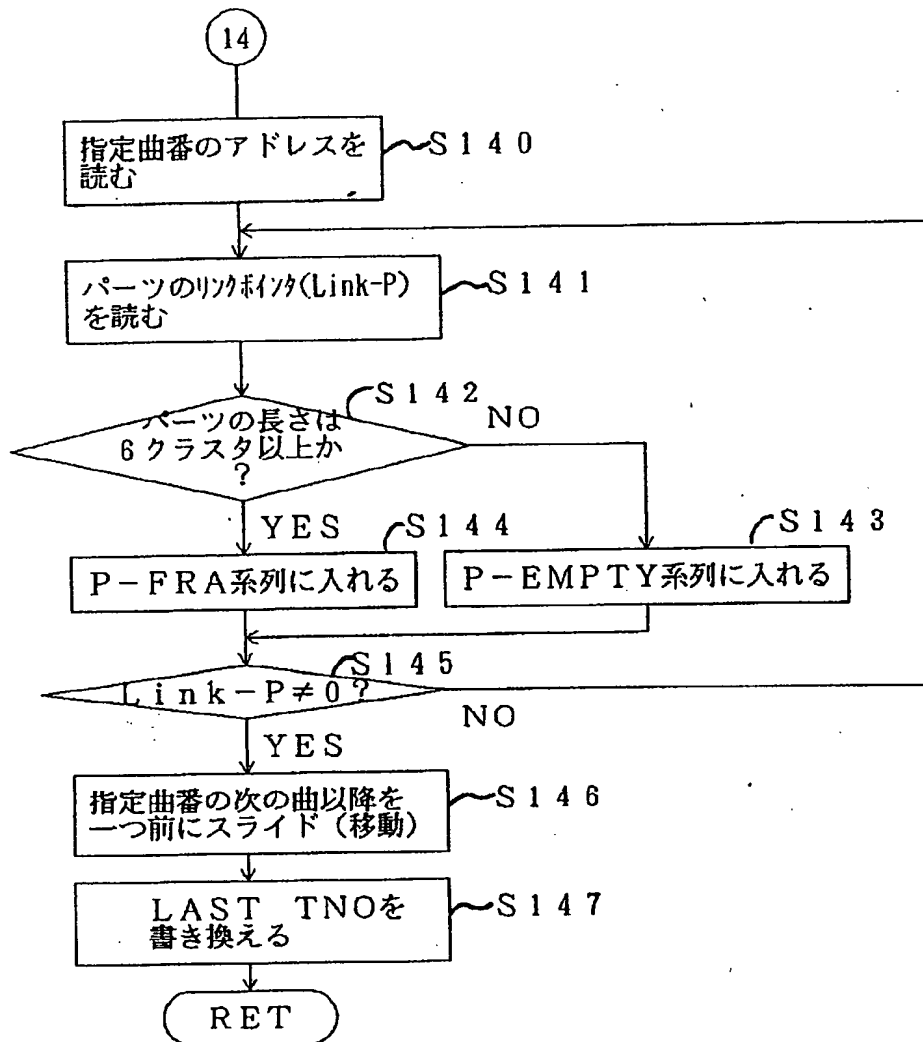 14
指定曲番のアドレスを
読む
S140
パーツのリンクポインタ(Link-P)
を読む
S141
S142
パーツの長さは
6クラスタ以上か
?
NO
YES
S144
S143
P-FRA系列に入れる
P-EMPTY系列に入れる
S145
Link-P≠0?
NO
YES
指定曲番の次の曲以降を
一つ前にスライド(移動)
S146
LAST TNOを
書き換える
S147
RET